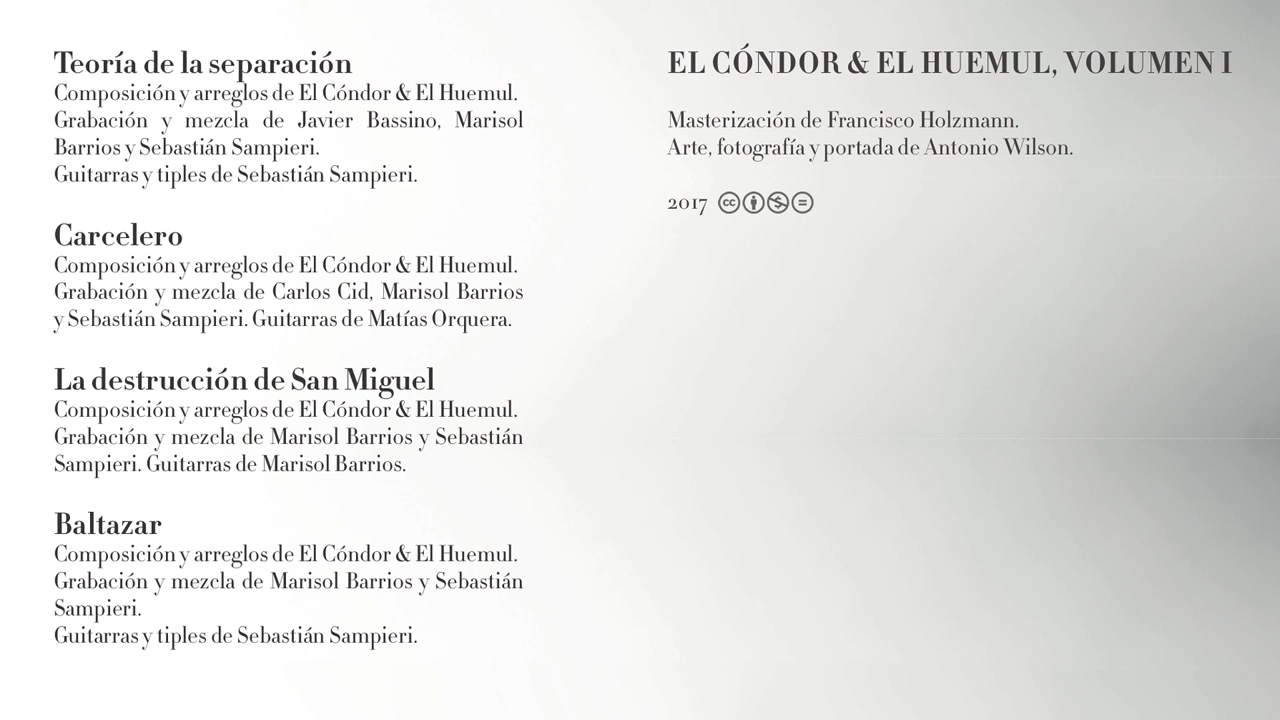 Teoría de la separación
Composición y arreglos de El Cóndor & El Huemul.
Grabación y mezcla de Javier Bassino, Marisol
Barrios y Sebastián Sampieri.
Guitarras y tiples de Sebastián Sampieri.
Carcelero
Composición y arreglos de El Cóndor & El Huemul.
Grabación y mezcla de Carlos Cid, Marisol Barrios
y Sebastián Sampieri. Guitarras de Matías Orquera.
La destrucción de San Miguel
Composición y arreglos de El Cóndor & El Huemul.
Grabación y mezcla de Marisol Barrios y Sebastián
Sampieri. Guitarras de Marisol Barrios.
Baltazar
Composición y arreglos de El Cóndor & El Huemul.
Grabación y mezcla de Marisol Barrios y Sebastián
Sampieri.
Guitarras y tiples de Sebastián Sampieri.
EL CÓNDOR & EL HUEMUL, VOLUMEN I
Masterización de Francisco Holzmann.
Arte, fotografía y portada de Antonio Wilson.
2017 cc